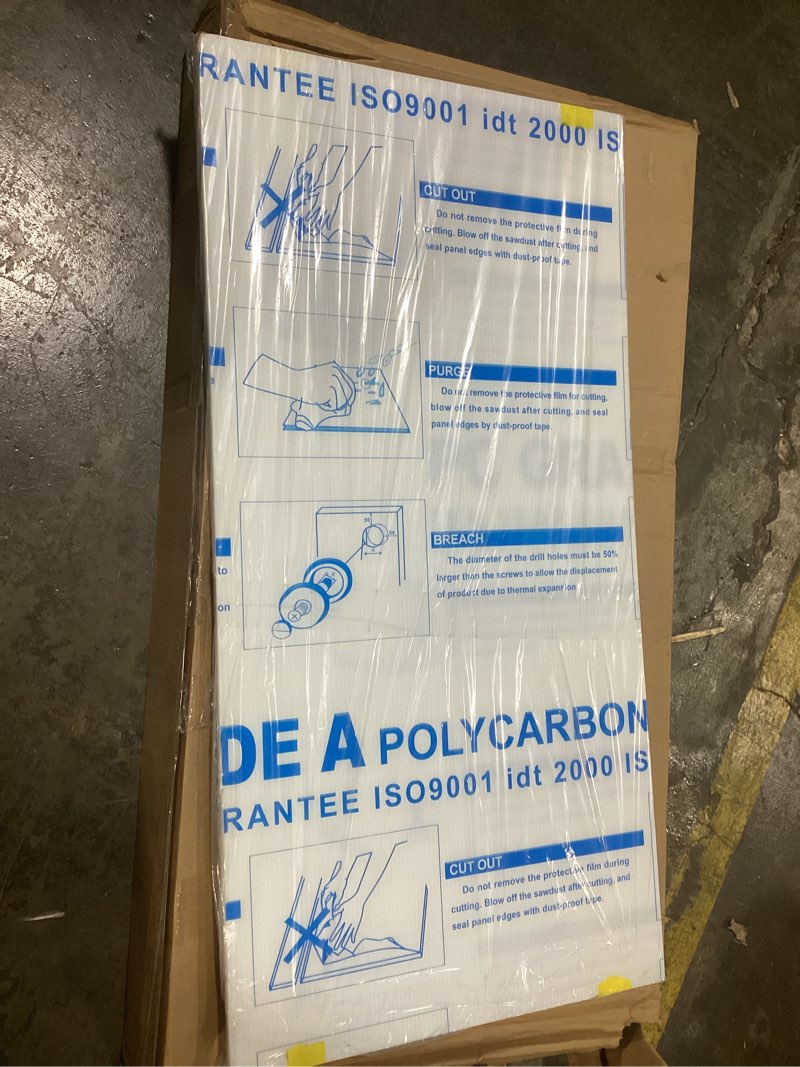 RANTEE ISO9001 idt 2000 IS
CUT OUT
Do not remove the protective film during
cutting. Blow off the sawdust after cutting, and
seal panel edges with dust-proof tape.
PURGE
Do not remove the protective film for cutting,
blow off the sawdust after cutting, and seal
panel edges by dust-proof tape.
e
BREACH
The diameter of the drill holes must be 50%
larger than the screws to allow the displacement
of product due to thermal expansion
to
on
50
50
DE A POLYCARBON
RANTEE ISO9001 idt 2000 IS
CUT OUT
Do not remove the protective film during
cutting. Blow off the sawdust after cutting, and
seal panel edges with dust-proof tape.